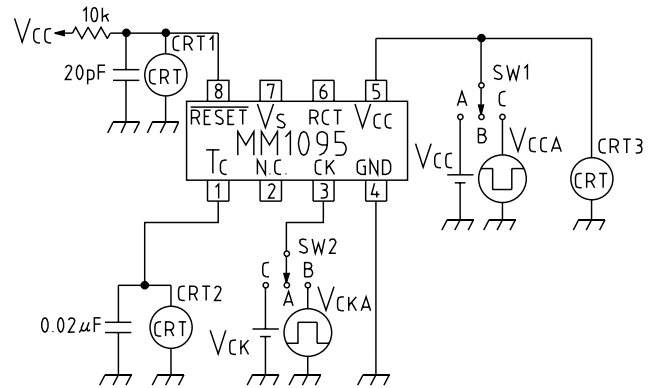 10k
VCC
CRT1
20pF
CRT
8 7 6 5
RESET VS RCT VCC
MM1095
TC N.C. CK GND
1 2 3 4
SW1
A C
B
VCC
VCCA
CRT3
CRT
SW2
C B
A
VCKA
VCK
CRT2
0.02μF
CRT